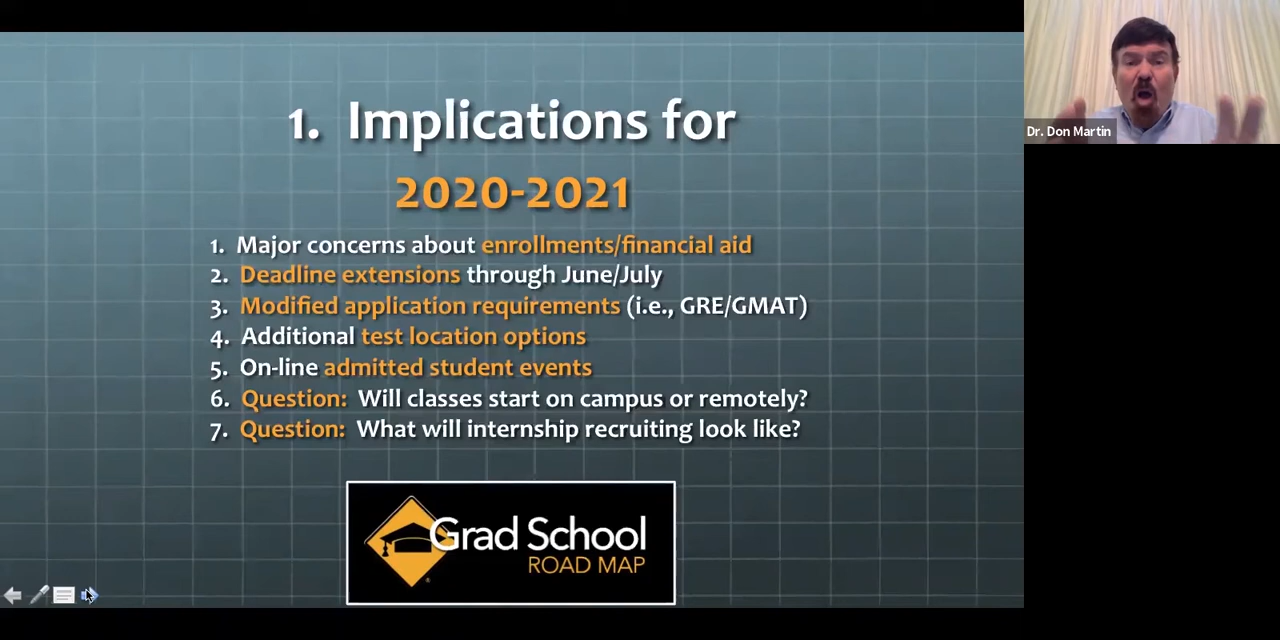 1. Implications for
2020-2021
1. Major concerns about enrollments/financial aid
2. Deadline extensions through June/July
3. Modified application requirements (i.e., GRE/GMAT)
4. Additional test location options
5. On-line admitted student events
6. Question: Will classes start on campus or remotely?
7. Question: What will internship recruiting look like?
Grad School
ROAD MAP
Dr. Don Martin